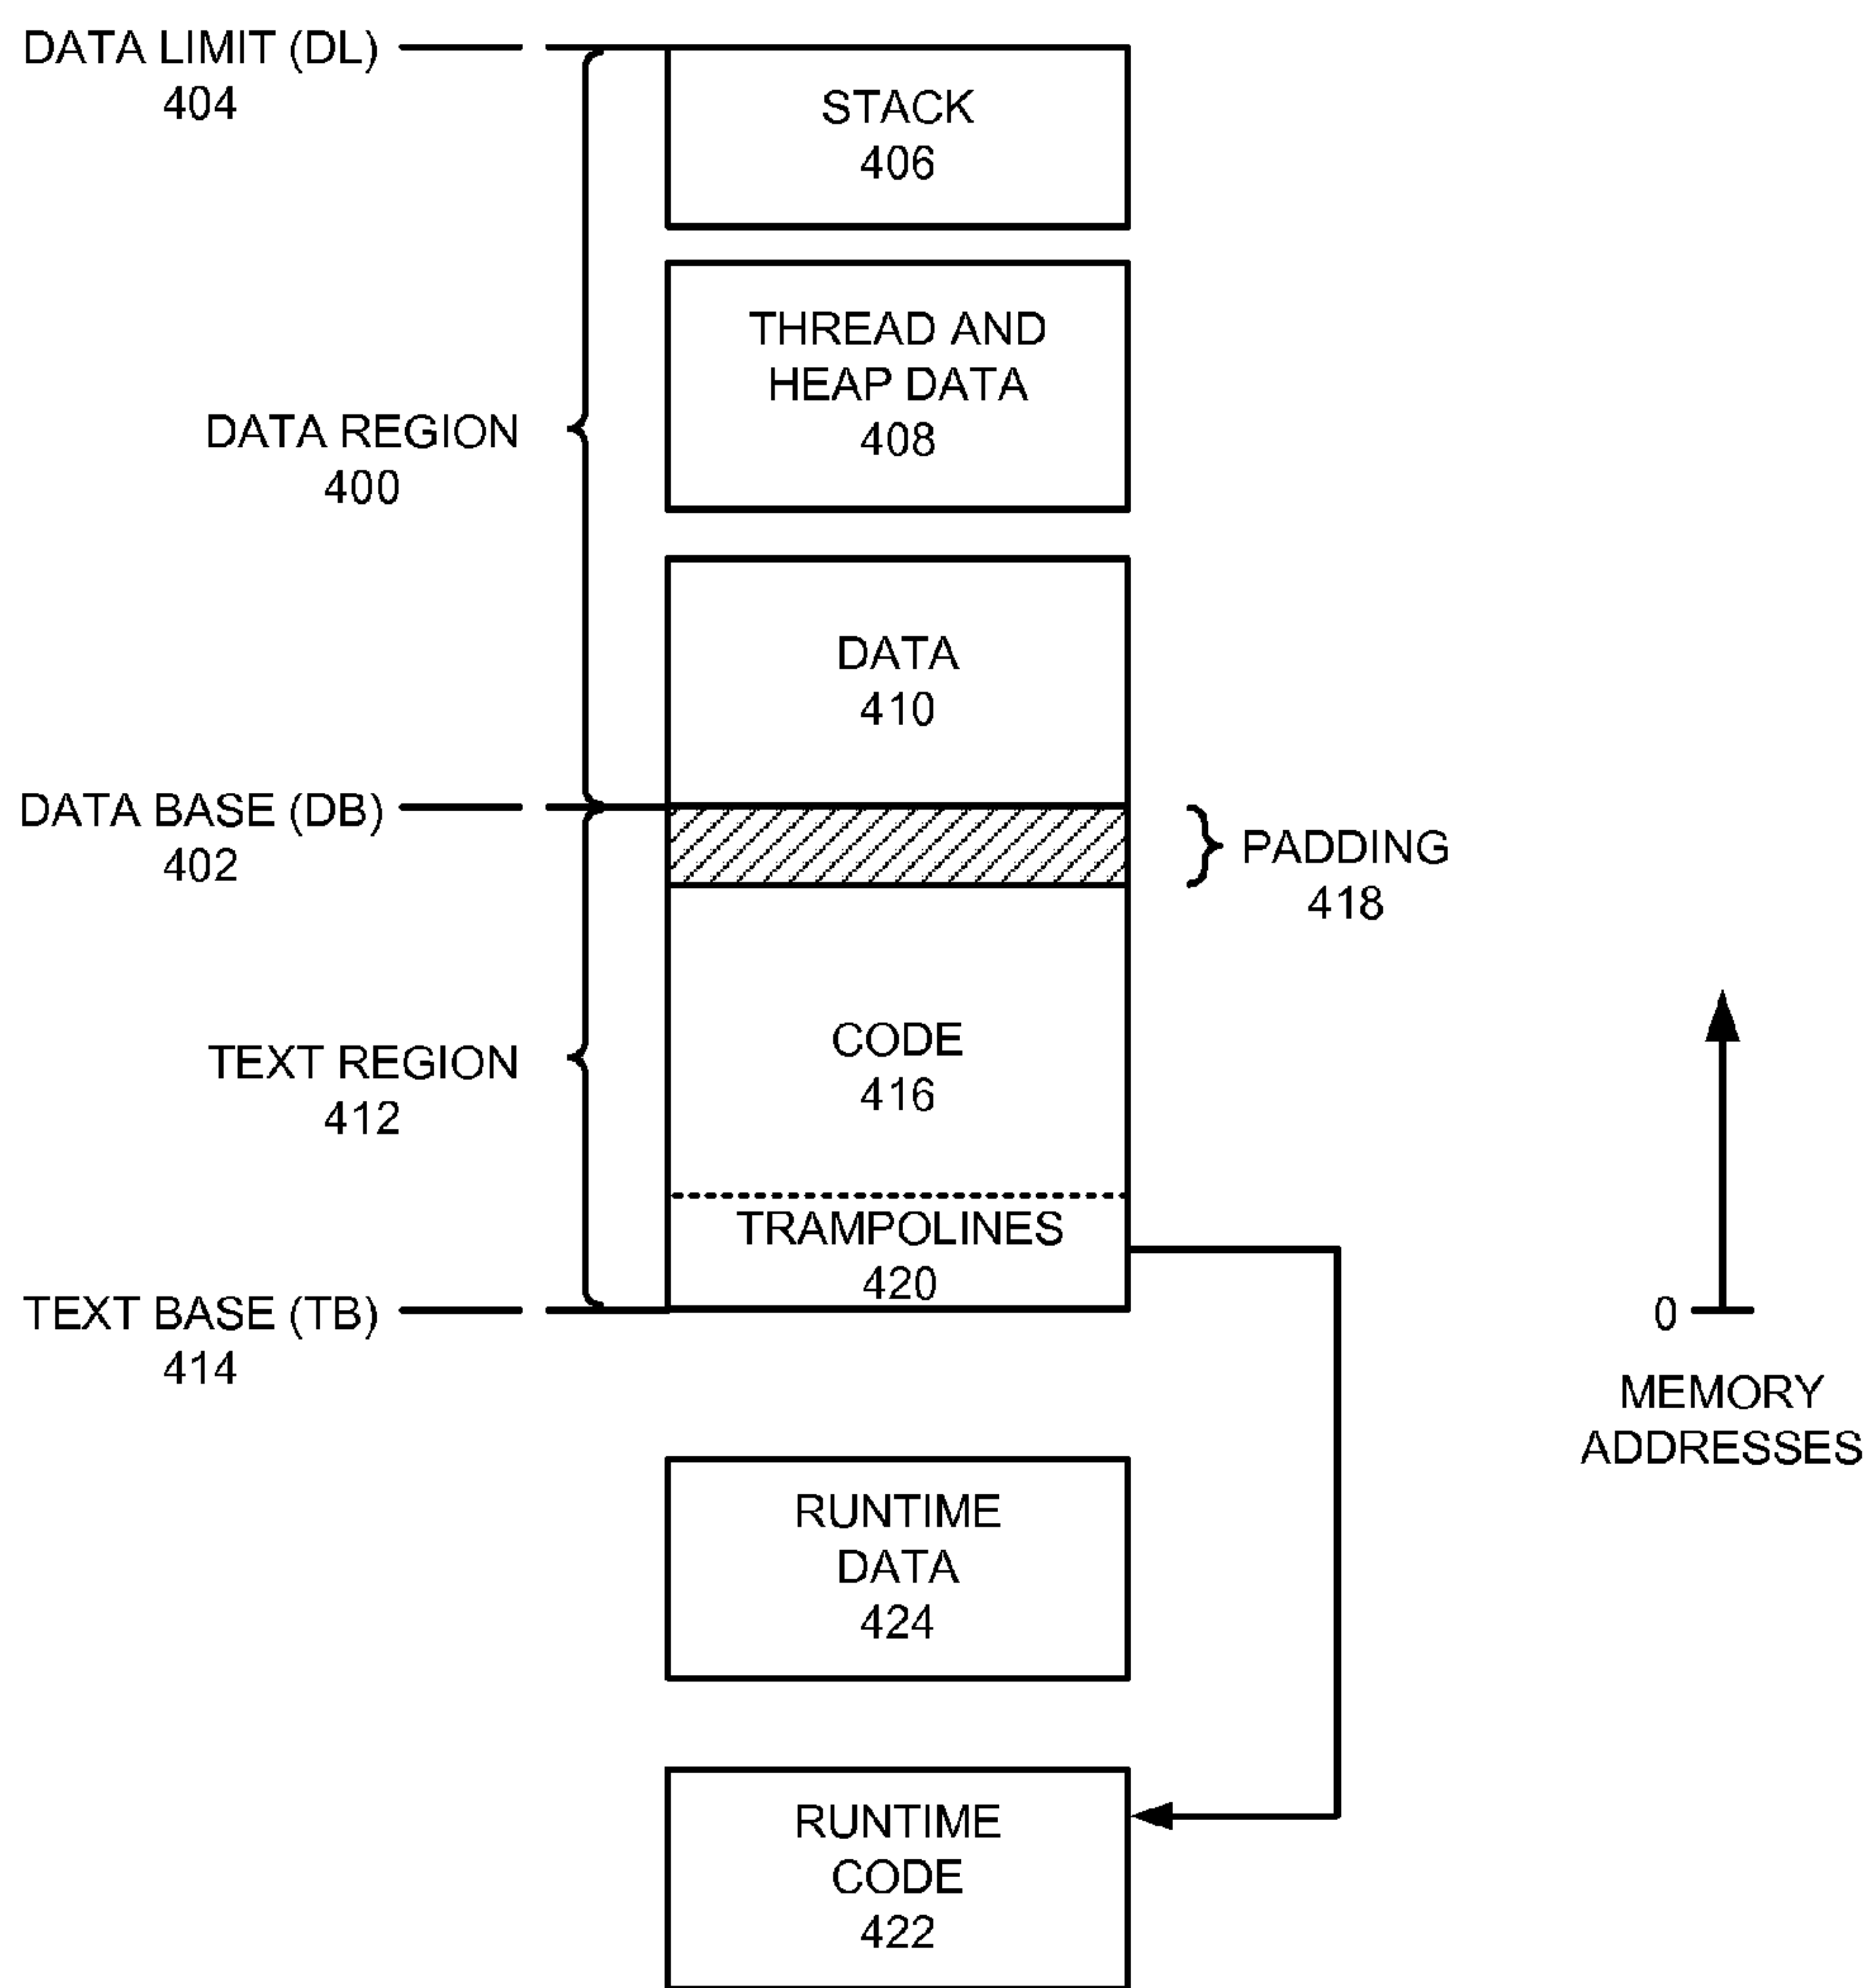 DATA LIMIT (DL)
404
STACK
406
THREAD AND
HEAP DATA
408
DATA REGION
400
DATA
410
DATA BASE (DB)
402
PADDING
418
CODE
416
TEXT REGION
412
TRAMPOLINES
420
TEXT BASE (TB)
414
0
MEMORY
ADDRESSES
RUNTIME
DATA
424
RUNTIME
CODE
422